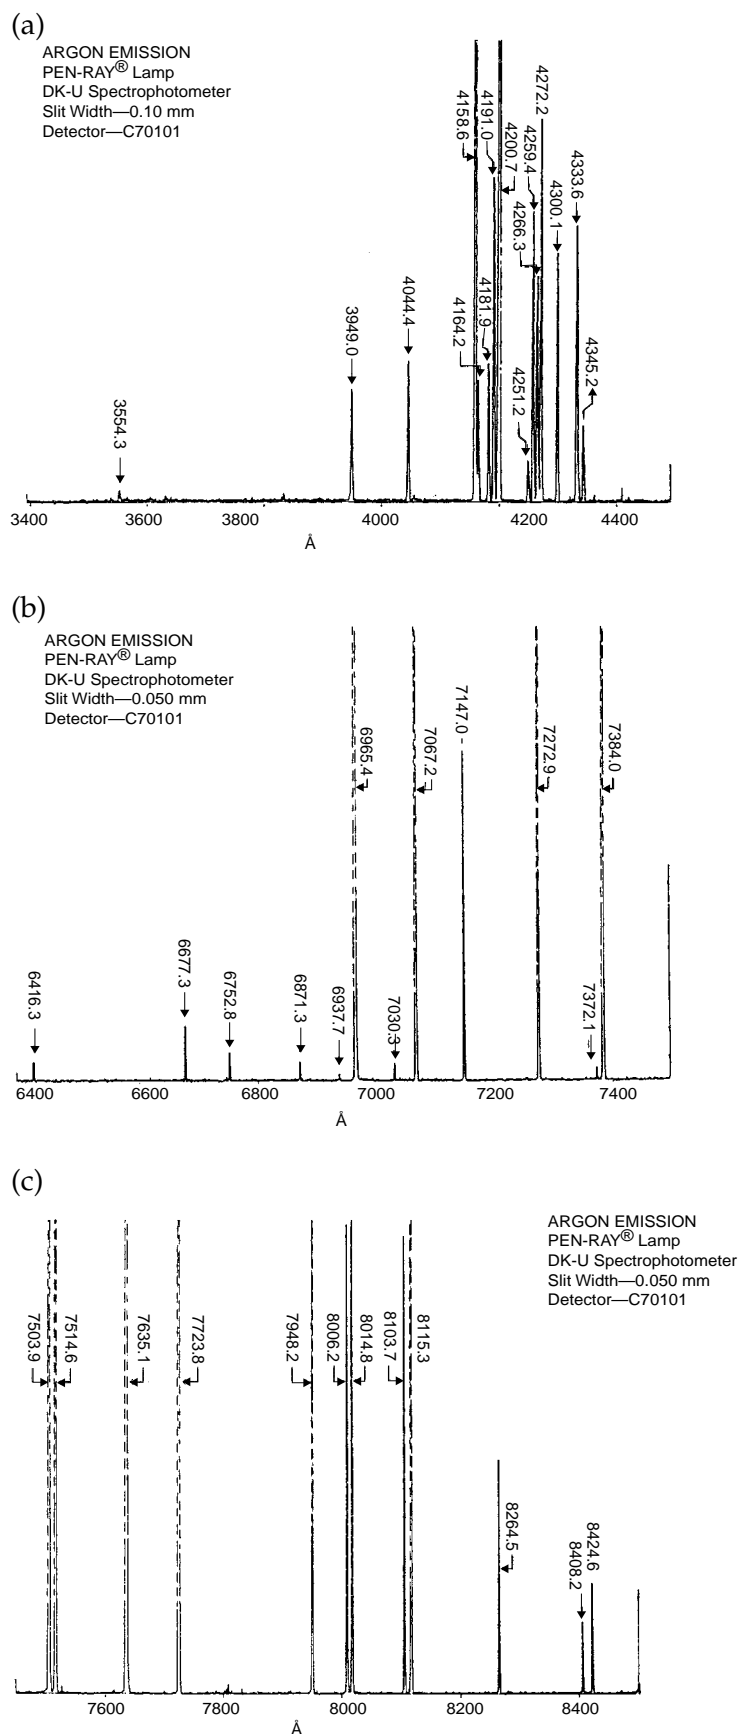 (a)
ARGON EMISSION
PEN-RAY® Lamp
DK-U Spectrophotometer
Slit Width—0.10 mm
Detector—C70101
3554.3
3949.0
4044.4
4158.6
4164.2
4181.9
4191.0
4200.7
4251.2
4259.4
4266.3
4272.2
4300.1
4333.6
4345.2
3400 3600 3800 4000 4200 4400
Å
(b)
ARGON EMISSION
PEN-RAY® Lamp
DK-U Spectrophotometer
Slit Width—0.050 mm
Detector—C70101
6416.3
6677.3
6752.8
6871.3
6937.7
6965.4
7030.3
7067.2
7147.0
7272.9
7372.1
7384.0
6400 6600 6800 7000 7200 7400
Å
(c)
ARGON EMISSION
PEN-RAY® Lamp
DK-U Spectrophotometer
Slit Width—0.050 mm
Detector—C70101
7503.9
7514.6
7635.1
7723.8
7948.2
8006.2
8014.8
8103.7
8115.3
8264.5
8408.2
8424.6
7600 7800 8000 8200 8400
Å